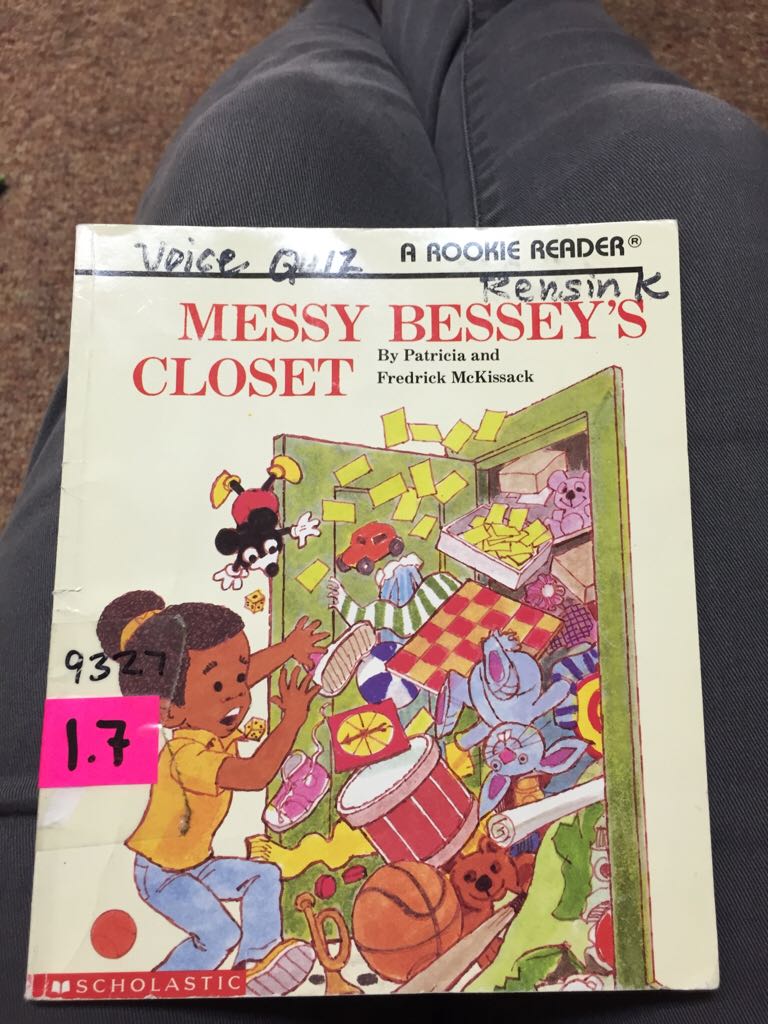 Voice Quiz
A ROOKIE READER®
Rensink
MESSY BESSEY'S
CLOSET
By Patricia and
Fredrick McKissack
9327
1.7
SCHOLASTIC